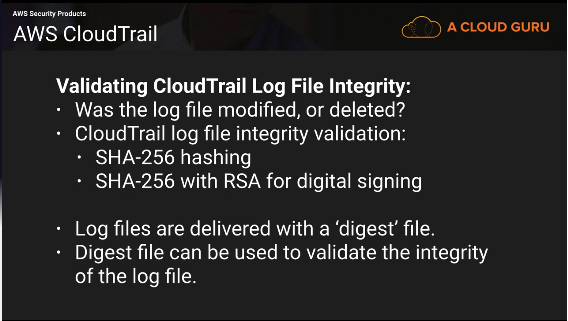 AWS Security Products
AWS CloudTrail
A CLOUD GURU
Validating CloudTrail Log File Integrity:
• Was the log file modified, or deleted?
• CloudTrail log file integrity validation:
• SHA-256 hashing
• SHA-256 with RSA for digital signing
• Log files are delivered with a ‘digest’ file.
• Digest file can be used to validate the integrity
of the log file.